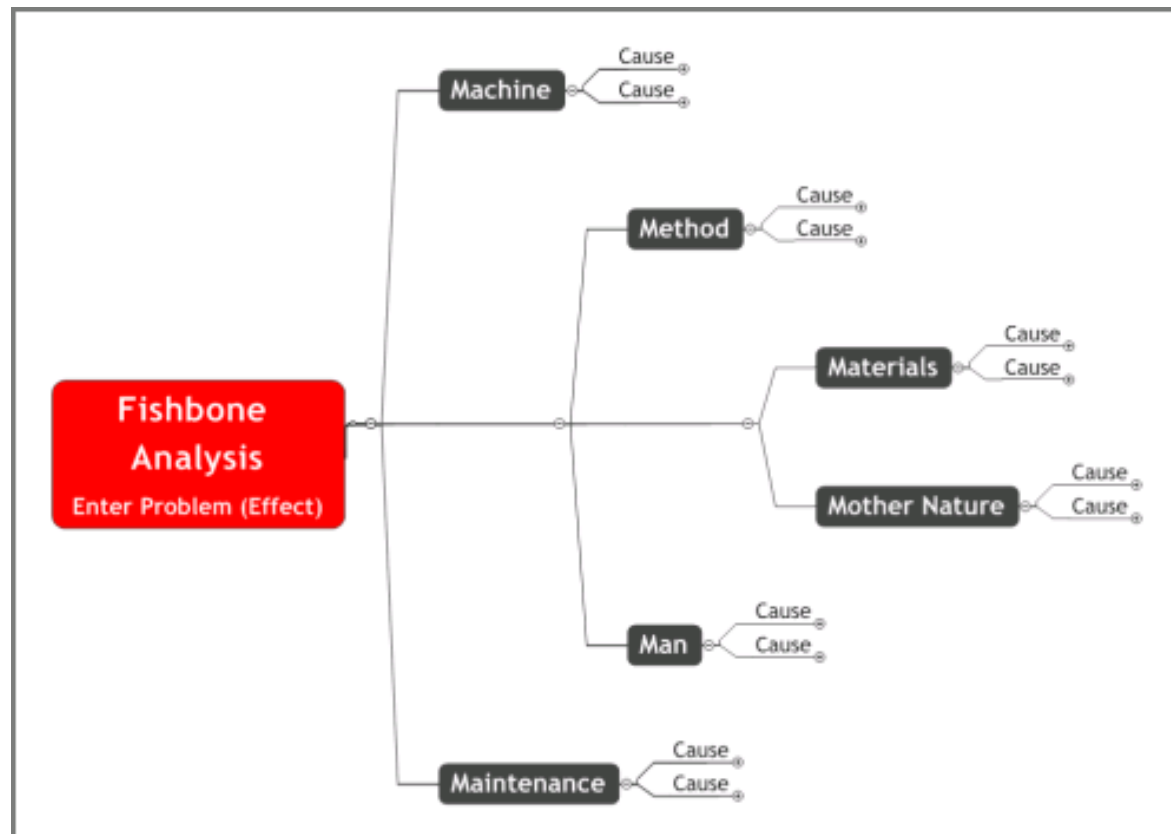 Cause
Machine
Cause
Cause
Method
Cause
Cause
Materials
Cause
Fishbone
Analysis
Enter Problem (Effect)
Cause
Mother Nature
Cause
Cause
Man
Cause
Cause
Maintenance
Cause